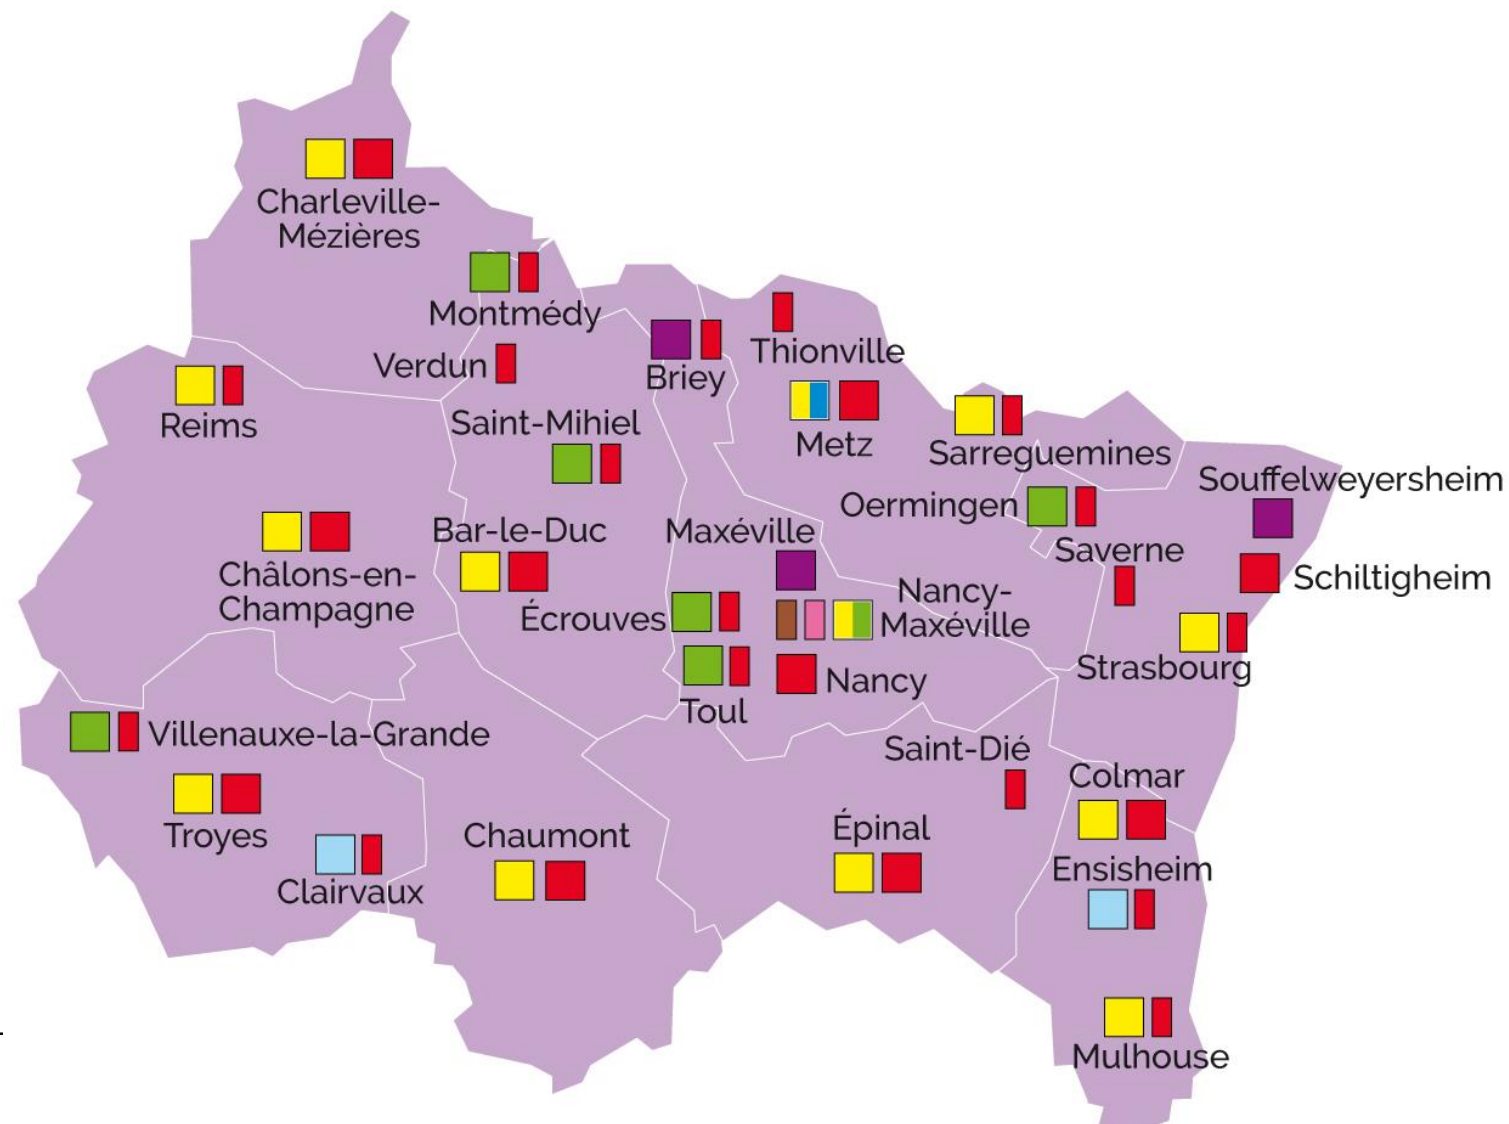 Charleville-
Mézières
Montmédy
Verdun
Briey
Thionville
Reims
Saint-Mihiel
Metz
Sarreguemines
Souffelweyersheim
Oermingen
Bar-le-Duc
Maxéville
Saverne
Châlons-en-
Champagne
Schiltigheim
Nancy-
Maxéville
Écrouves
Strasbourg
Nancy
Toul
Villenauxe-la-Grande
Saint-Dié
Colmar
Troyes
Chaumont
Épinal
Ensisheim
Clairvaux
Mulhouse